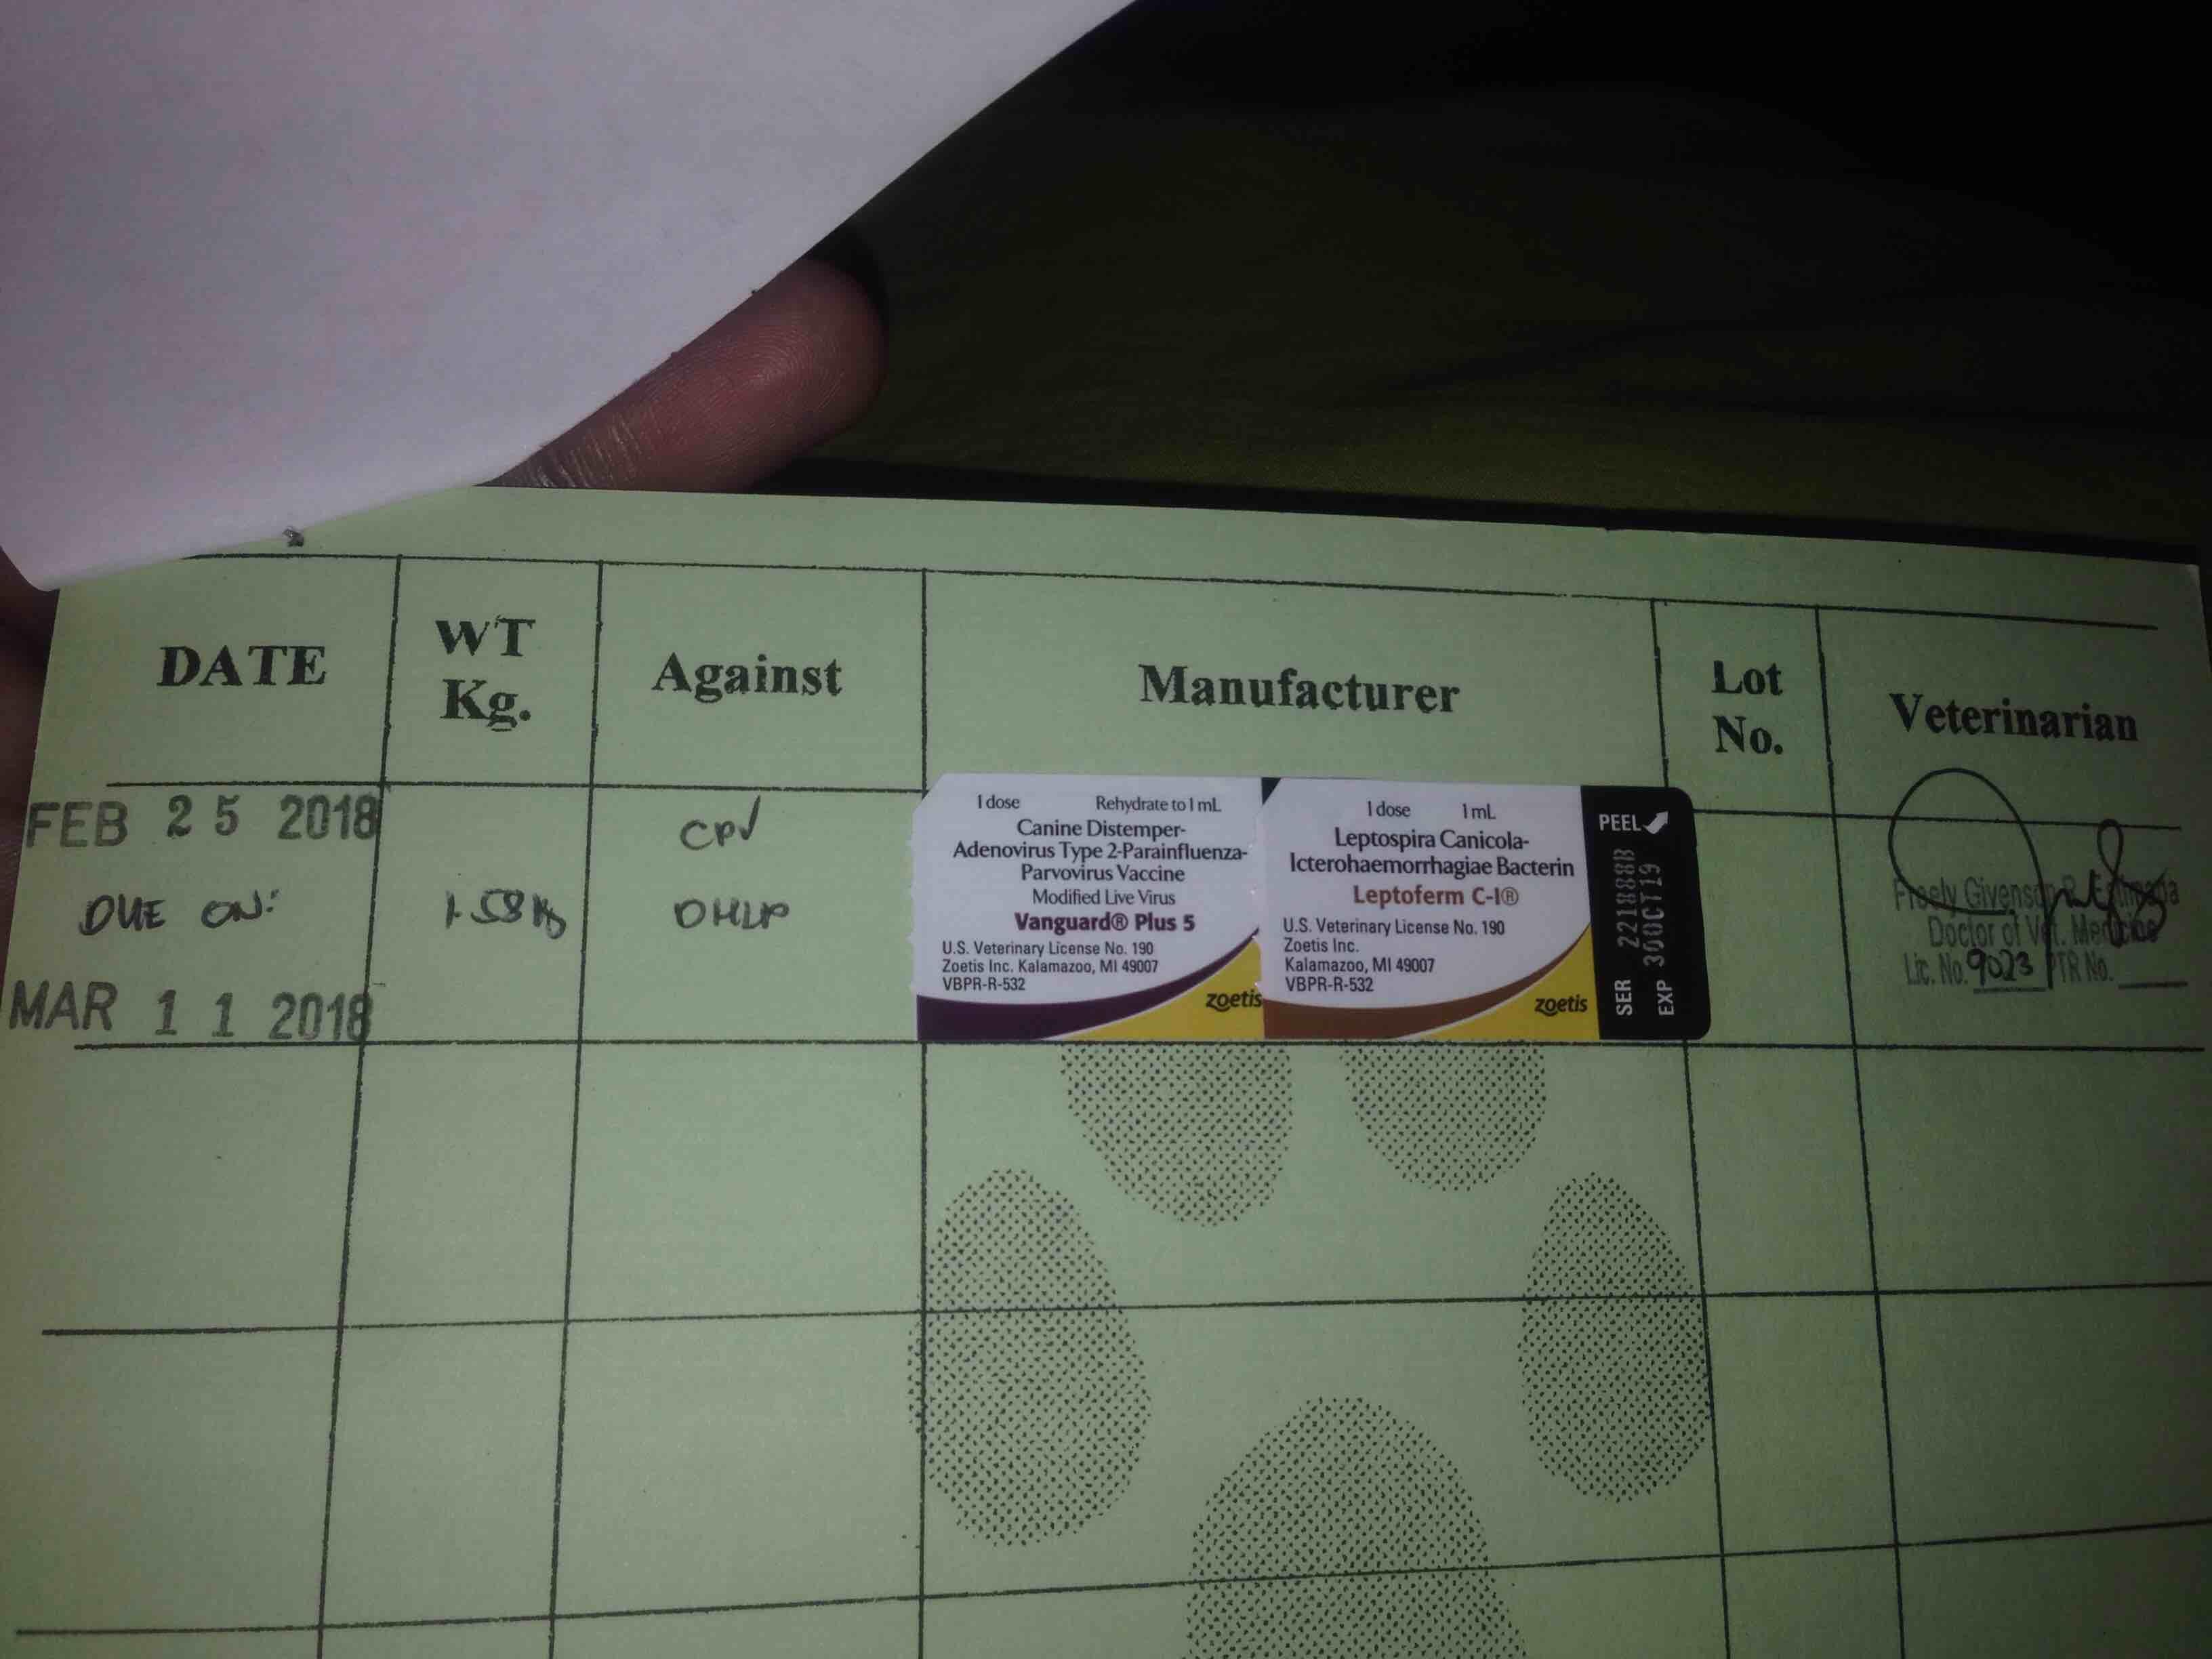 DATE
WT
Kg.
Against
Manufacturer
Lot
No.
Veterinarian
FEB 25 2018
DUE ON:
MAR 11 2018
1.58 kg
CPV
DHLP
1 dose Rehydrate to 1 mL
Canine Distemper-
Adenovirus Type 2-Parainfluenza-
Parvovirus Vaccine
Modified Live Virus
Vanguard® Plus 5
U.S. Veterinary License No. 190
Zoetis Inc. Kalamazoo, MI 49007
VBPR-R-532
zoetis
1 dose 1 mL
Leptospira Canicola-
Icterohaemorrhagiae Bacterin
Leptoferm C-I®
U.S. Veterinary License No. 190
Zoetis Inc.
Kalamazoo, MI 49007
VBPR-R-532
zoetis
PEEL
SER 221888B
EXP 30OCT19
Freely Givenson R.
Doctor of Vet. Medicine
Lic. No. 9023 PTR No.